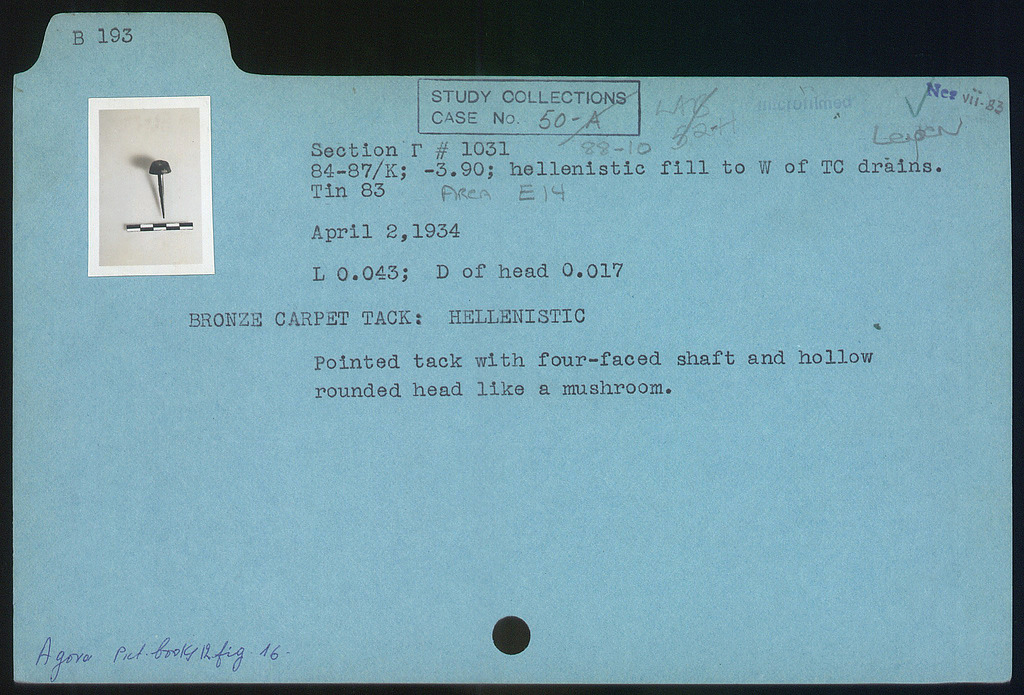 B 193
STUDY COLLECTIONS
CASE No. 50-A
LAB
microfilmed
Neg vii-83
88-10
Section Γ # 1031
84-87/K; -3.90; hellenistic fill to W of TC drains.
Tin 83 AREA E 14
April 2,1934
L 0.043; D of head 0.017
BRONZE CARPET TACK: HELLENISTIC
Pointed tack with four-faced shaft and hollow
rounded head like a mushroom.
Agora Pict. book 12 fig. 16.